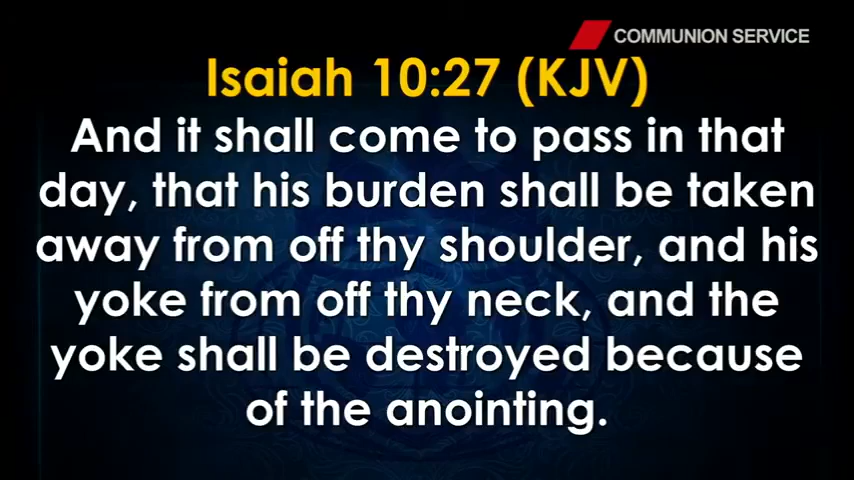 COMMUNION SERVICE
Isaiah 10:27 (KJV)
And it shall come to pass in that
day, that his burden shall be taken
away from off thy shoulder, and his
yoke from off thy neck, and the
yoke shall be destroyed because
of the anointing.